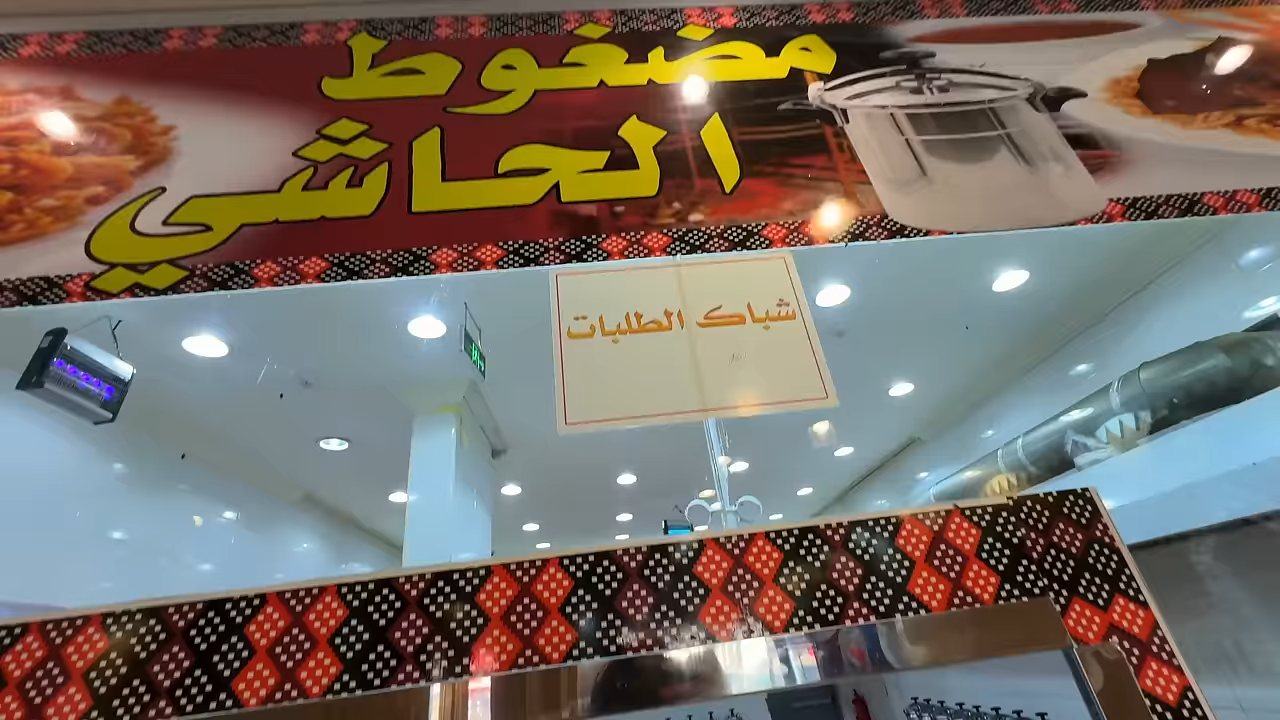 مضغوط
الحاشي
شباك الطلبات